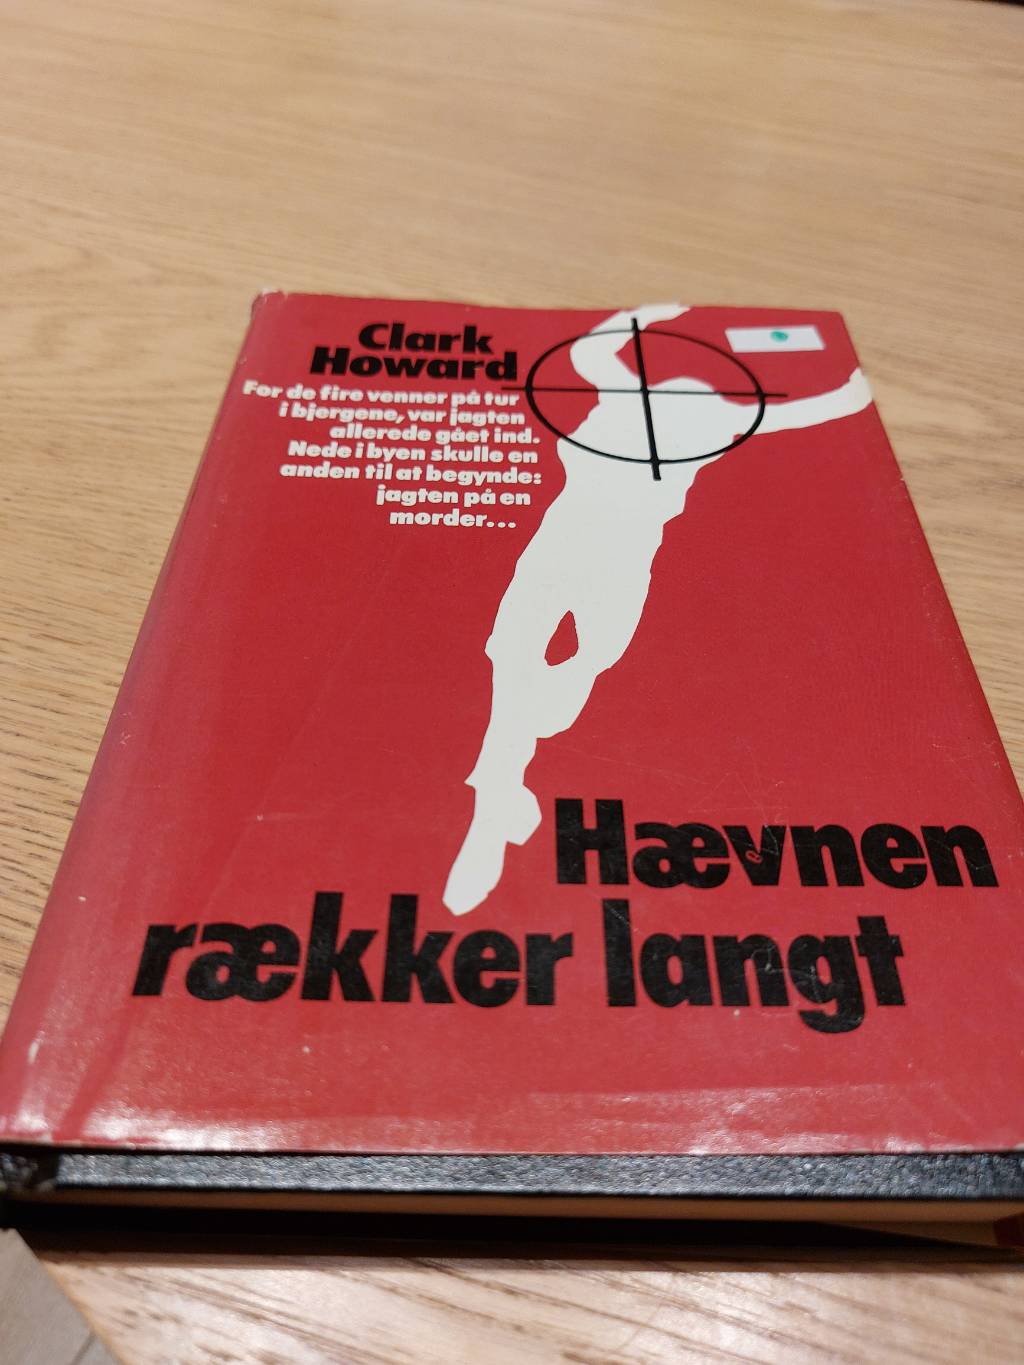 Clark
Howard
For de fire venner på tur
i bjergene, var jagten
allerede gået ind.
Nede i byen skulle en
anden til at begynde:
jagten på en
morder...
Hævnen
rækker langt